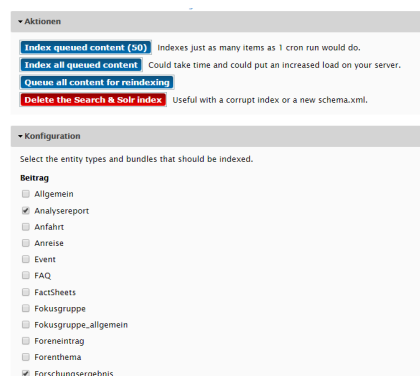 Aktionen
Index queued content (50) Indexes just as many items as 1 cron run would do.
Index all queued content Could take time and could put an increased load on your server.
Queue all content for reindexing
Delete the Search & Solr index Useful with a corrupt index or a new schema.xml.
Konfiguration
Select the entity types and bundles that should be indexed.
Beitrag
Allgemein
Analysereport
Anfahrt
Anreise
Event
FAQ
FactSheets
Fokusgruppe
Fokusgruppe_allgemein
Foreneintrag
Forenthema
Forschungsergebnis